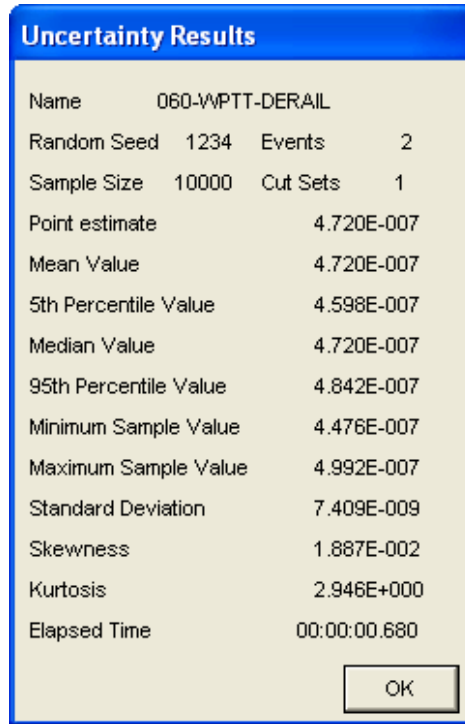 Uncertainty Results
Name 060-WPTT-DERAIL
Random Seed 1234 Events 2
Sample Size 10000 Cut Sets 1
Point estimate 4.720E-007
Mean Value 4.720E-007
5th Percentile Value 4.598E-007
Median Value 4.720E-007
95th Percentile Value 4.842E-007
Minimum Sample Value 4.476E-007
Maximum Sample Value 4.992E-007
Standard Deviation 7.409E-009
Skewness 1.887E-002
Kurtosis 2.946E+000
Elapsed Time 00:00:00.680
OK